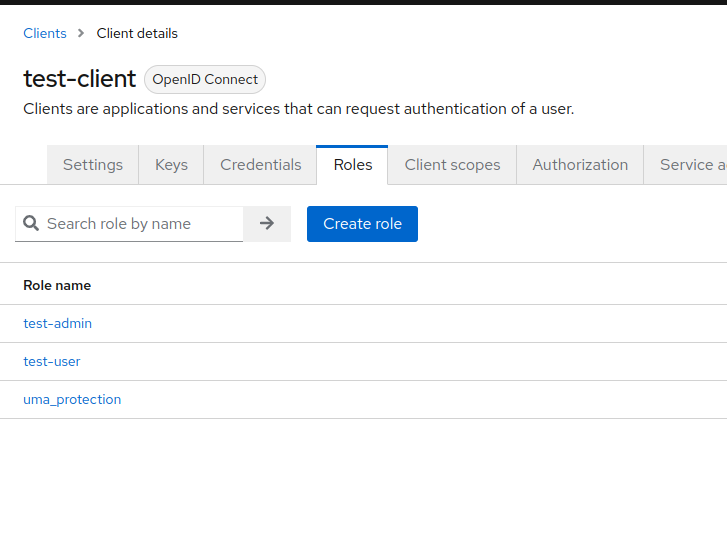 Clients > Client details
test-client OpenID Connect
Clients are applications and services that can request authentication of a user.
Settings Keys Credentials Roles Client scopes Authorization Service a
Search role by name Create role
Role name
test-admin
test-user
uma_protection